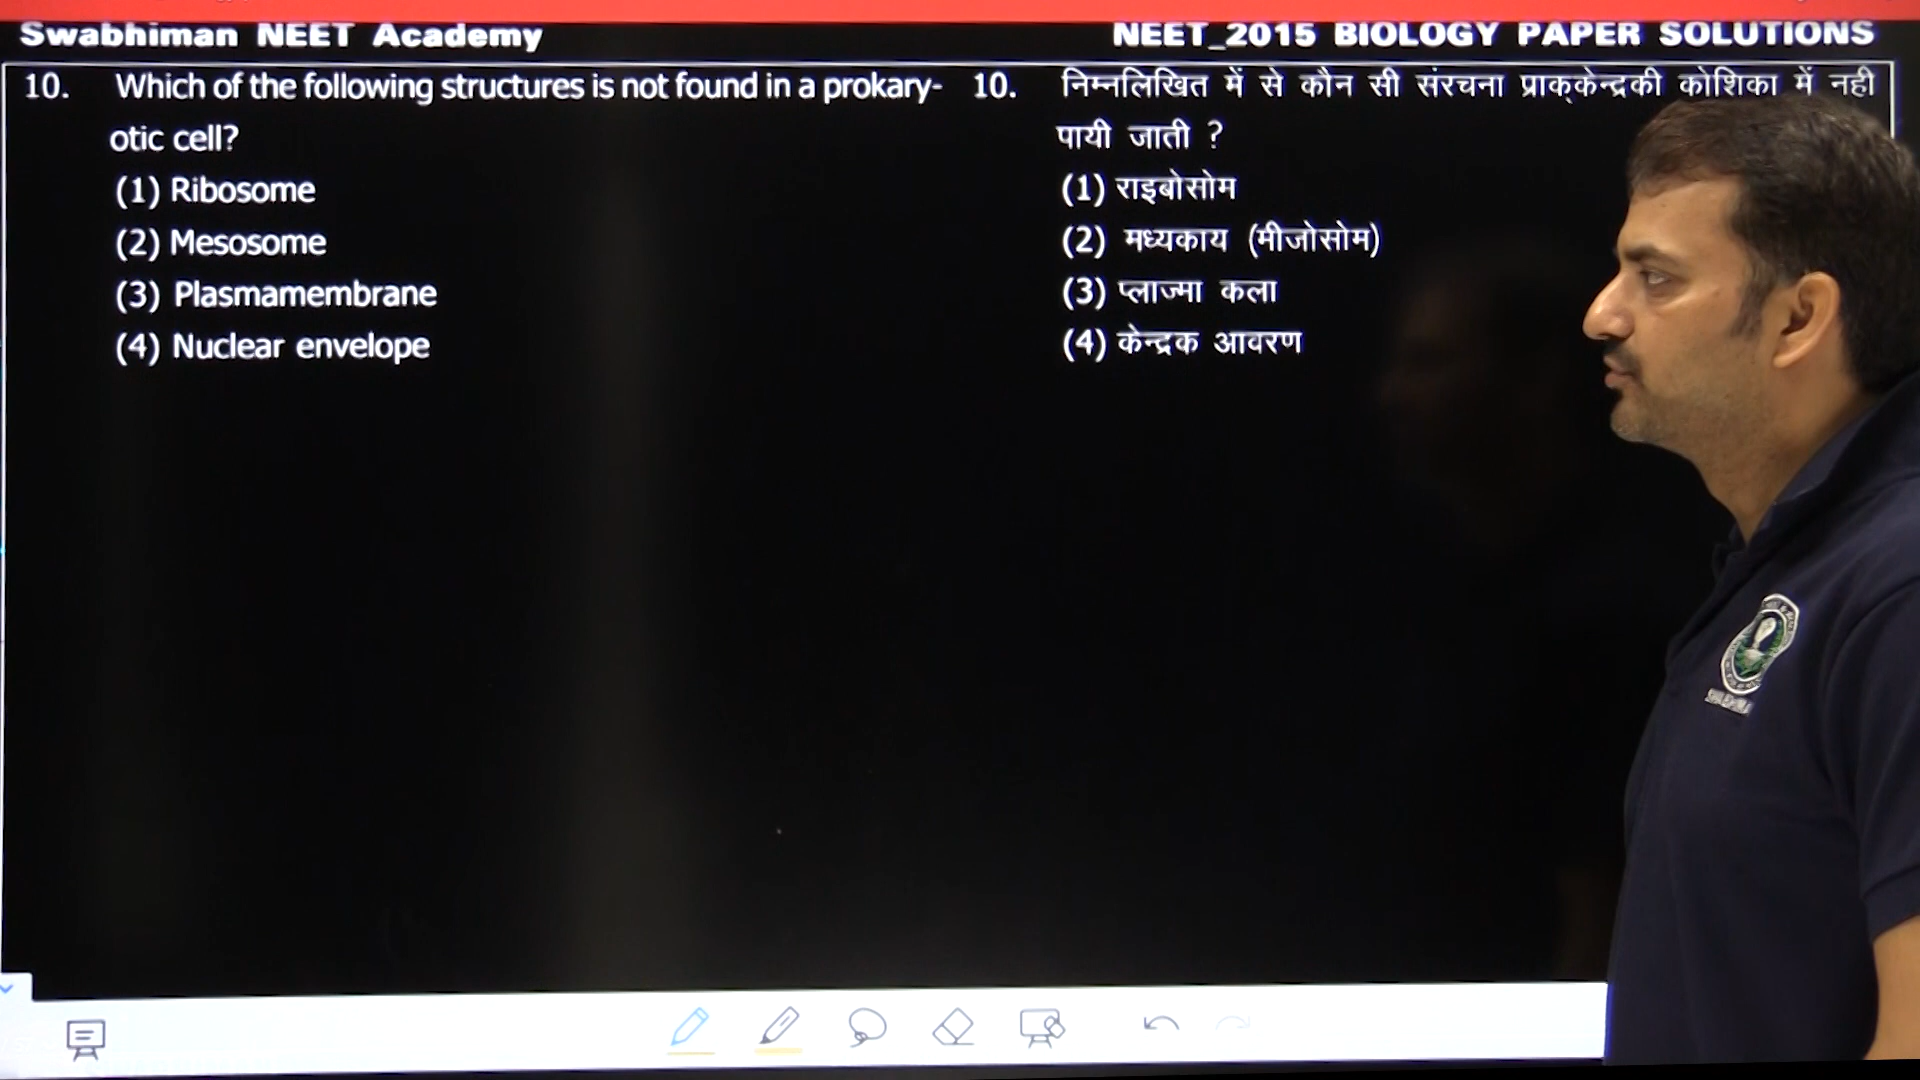 Swabhiman NEET Academy
NEET_2015 BIOLOGY PAPER SOLUTIONS
10. Which of the following structures is not found in a prokary-
otic cell?
(1) Ribosome
(2) Mesosome
(3) Plasmamembrane
(4) Nuclear envelope
10. निम्नलिखित में से कौन सी संरचना प्राक्केन्द्रकी कोशिका में नही
पायी जाती ?
(1) राइबोसोम
(2) मध्यकाय (मीजोसोम)
(3) प्लाज्मा कला
(4) केन्द्रक आवरण